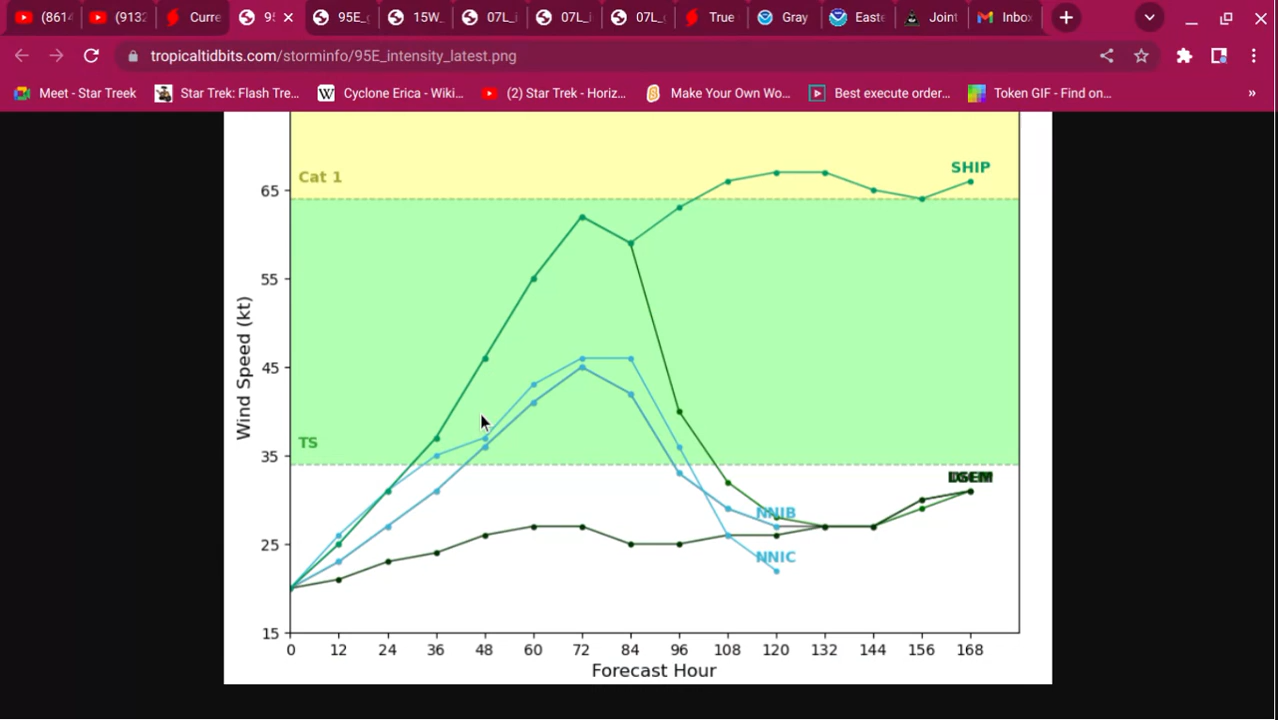 (861
(913
Curre
95
95E_
15W_
07L_i
07L_i
07L_
True
Gray
Easte
Joint
Inbox
tropicaltidbits.com/storminfo/95E_intensity_latest.png
Meet - Star Treek
Star Trek: Flash Tre...
Cyclone Erica - Wiki...
(2) Star Trek - Horiz...
Make Your Own Wo...
Best execute order...
Token GIF - Find on...
»
Cat 1
SHIP
65
55
Wind Speed (kt)
45
TS
35
NNIB
25
NNIC
15
0 12 24 36 48 60 72 84 96 108 120 132 144 156 168
Forecast Hour